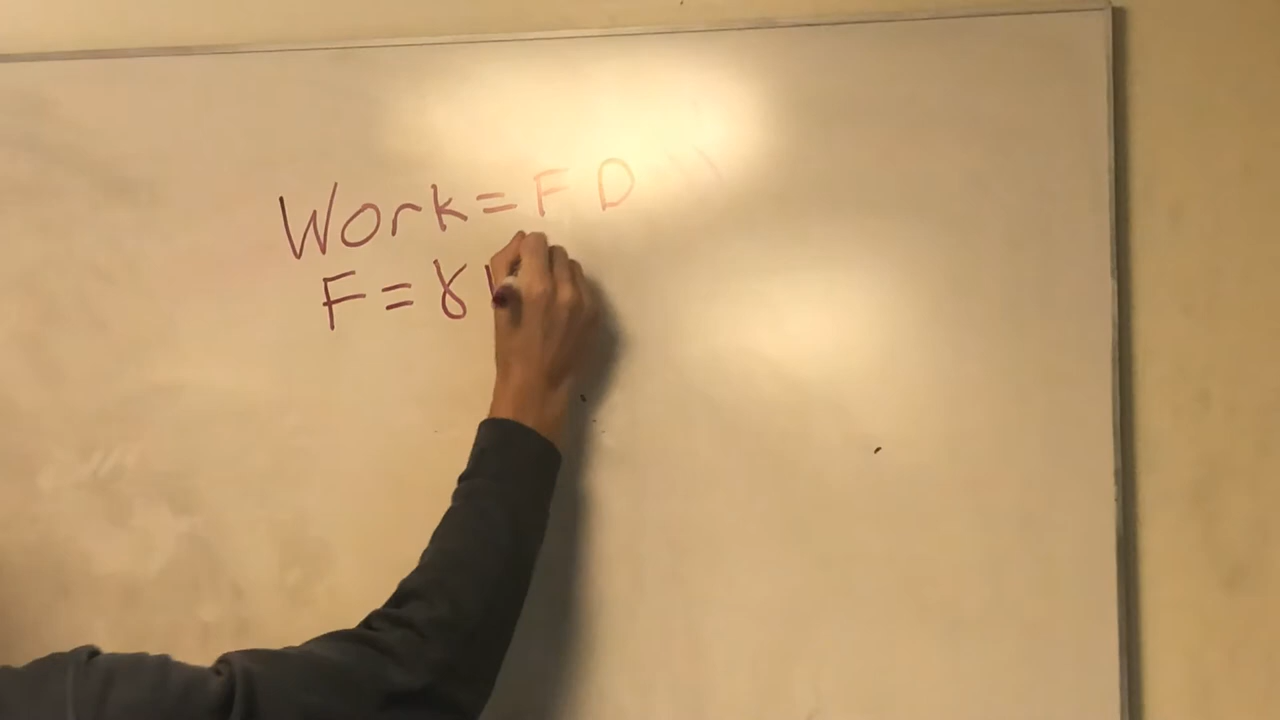 Work = F D
F = γ